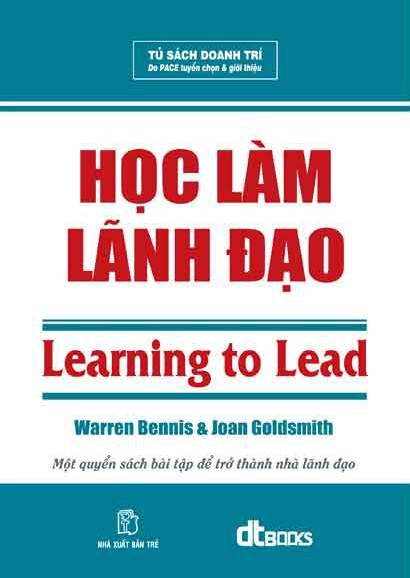 TỦ SÁCH DOANH TRÍ
Do PACE tuyển chọn & giới thiệu
HỌC LÀM
LÃNH ĐẠO
Learning to Lead
Warren Bennis & Joan Goldsmith
Một quyển sách bài tập để trở thành nhà lãnh đạo
NHÀ XUẤT BẢN TRẺ
dtBOOKS